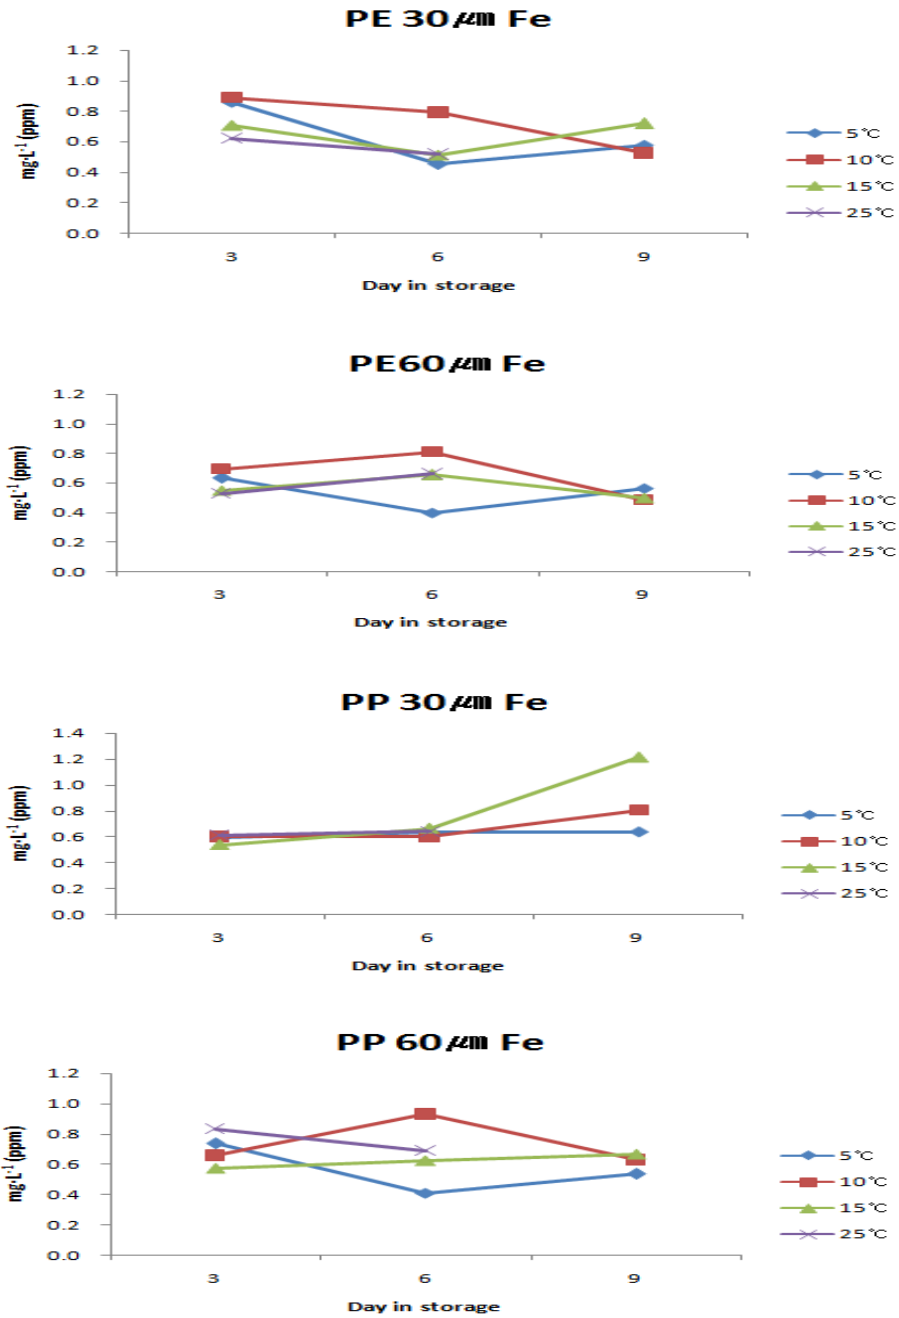 PE 30㎛ Fe
1.2
1.0
0.8
0.6
0.4
0.2
0.0
mg·L⁻¹(ppm)
3 6 9
Day in storage
5℃
10℃
15℃
25℃
PE60㎛ Fe
1.2
1.0
0.8
0.6
0.4
0.2
0.0
mg·L⁻¹(ppm)
3 6 9
Day in storage
5℃
10℃
15℃
25℃
PP 30㎛ Fe
1.4
1.2
1.0
0.8
0.6
0.4
0.2
0.0
mg·L⁻¹(ppm)
3 6 9
Day in storage
5℃
10℃
15℃
25℃
PP 60㎛ Fe
1.2
1.0
0.8
0.6
0.4
0.2
0.0
mg·L⁻¹(ppm)
3 6 9
Day in storage
5℃
10℃
15℃
25℃